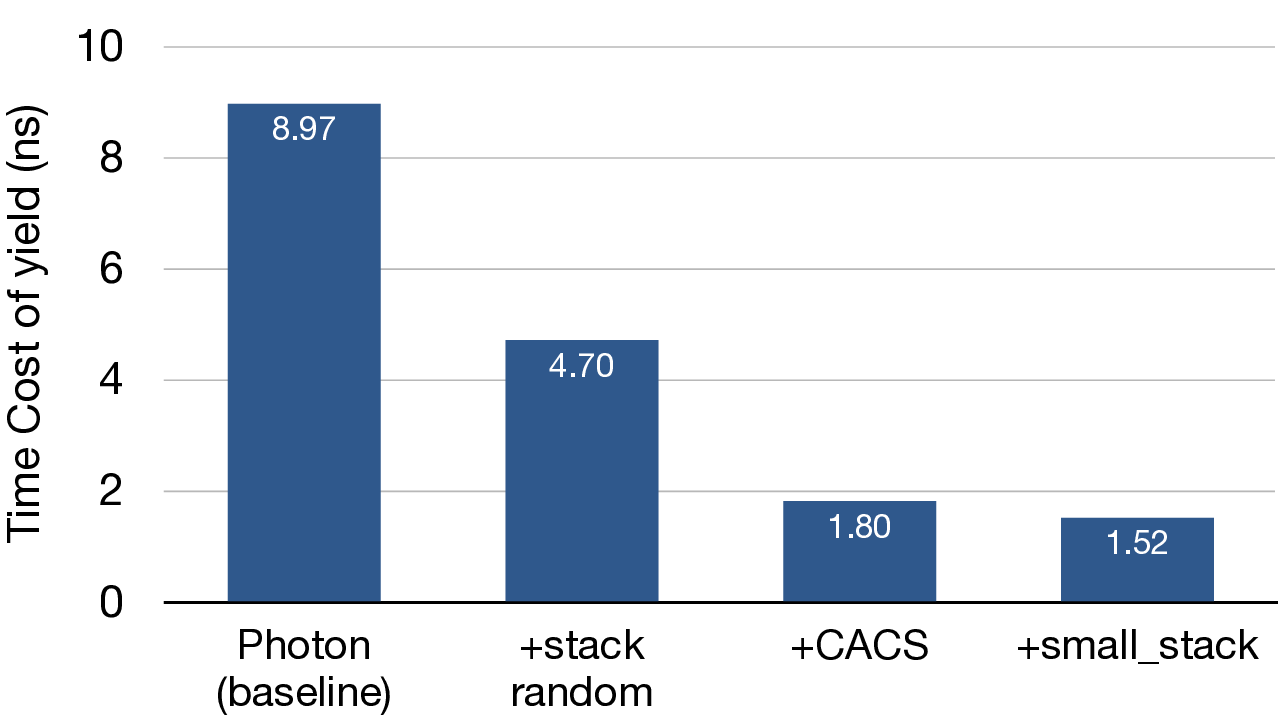 Time Cost of yield (ns)
10
8
6
4
2
0
8.97
4.70
1.80
1.52
Photon
(baseline)
+stack
random
+CACS
+small_stack